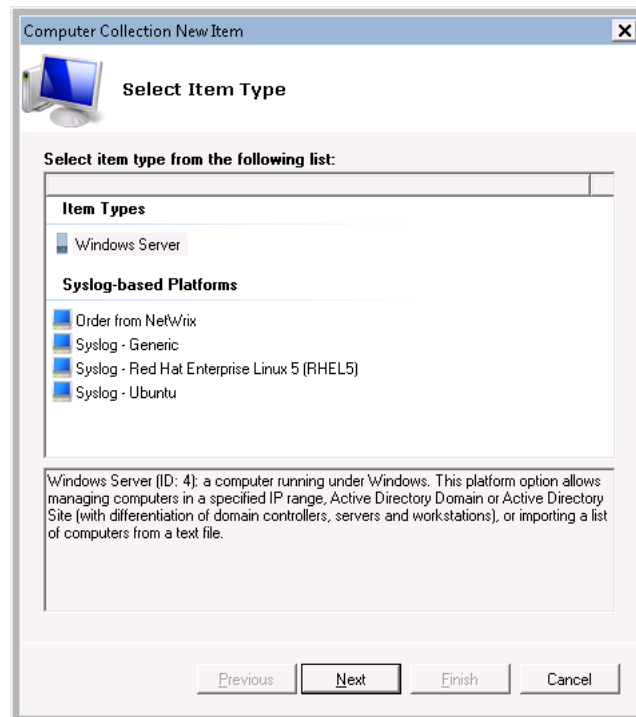 Computer Collection New Item
Select Item Type
Select item type from the following list:
Item Types
Windows Server
Syslog-based Platforms
Order from NetWrix
Syslog - Generic
Syslog - Red Hat Enterprise Linux 5 (RHEL5)
Syslog - Ubuntu
Windows Server (ID: 4): a computer running under Windows. This platform option allows
managing computers in a specified IP range, Active Directory Domain or Active Directory
Site (with differentiation of domain controllers, servers and workstations), or importing a list
of computers from a text file.
Previous Next Finish Cancel